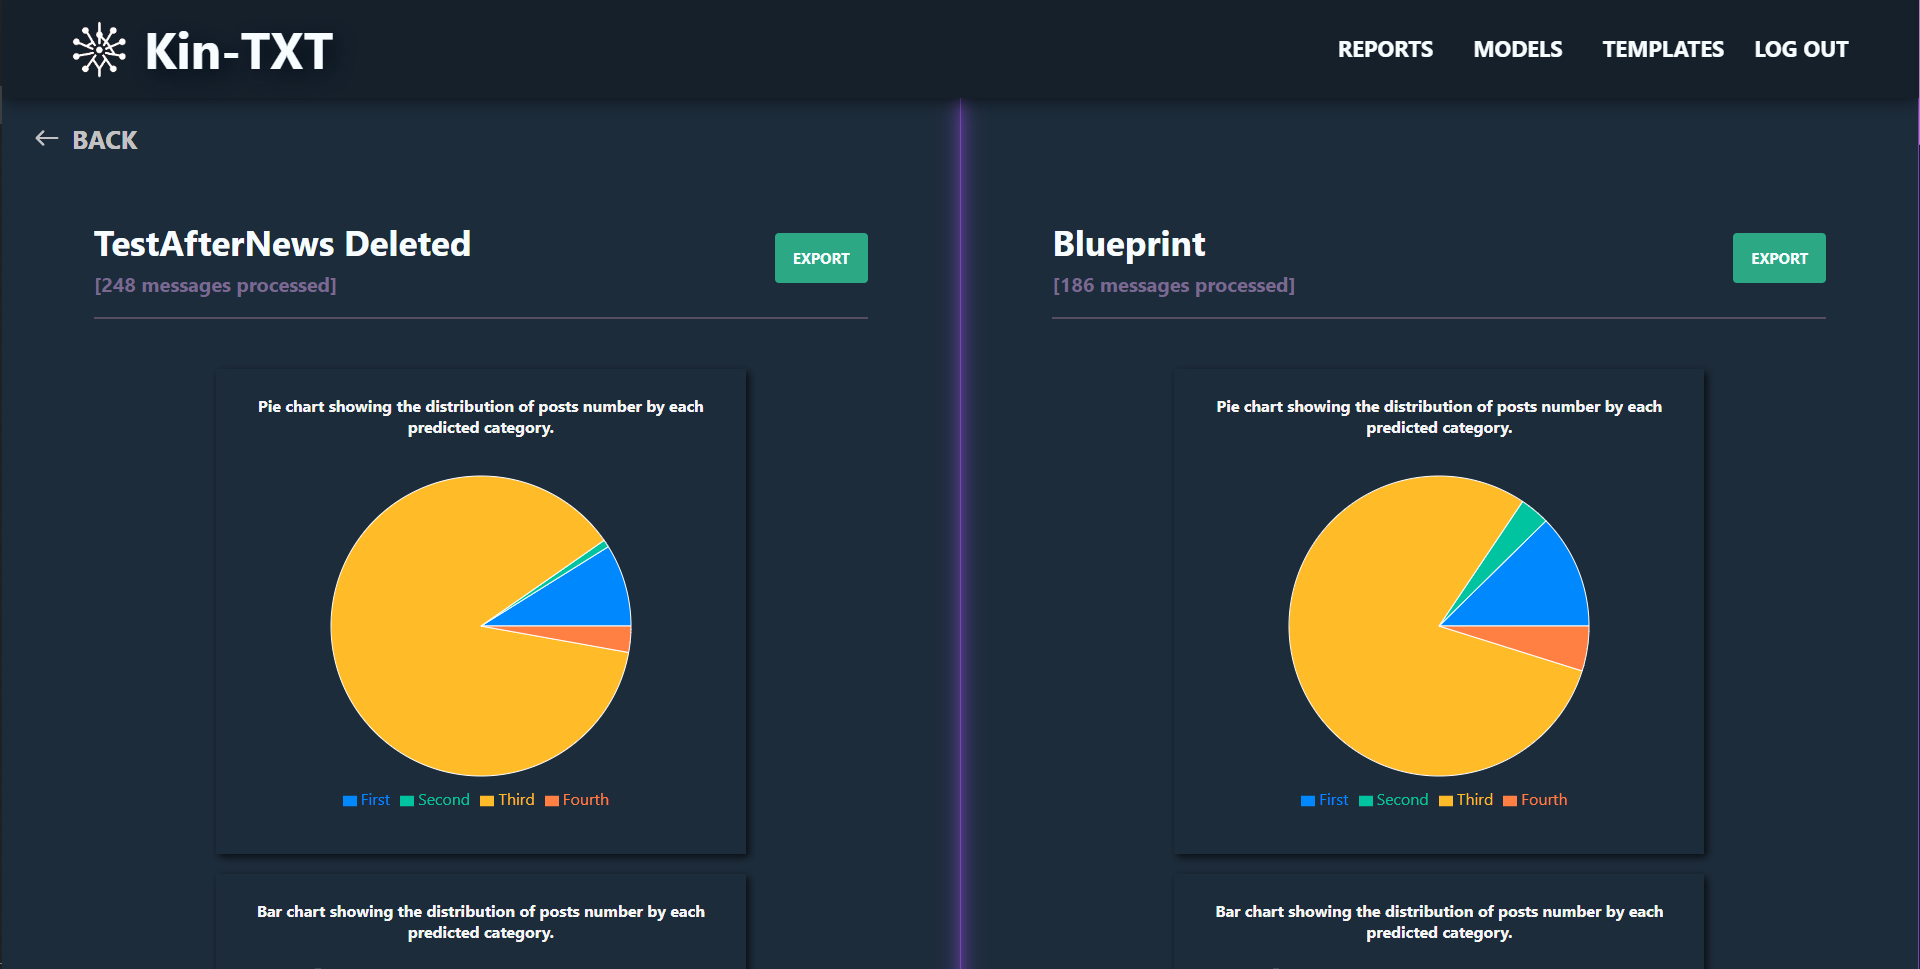 Kin-TXT
REPORTS MODELS TEMPLATES LOG OUT
BACK
TestAfterNews Deleted
EXPORT
[248 messages processed]
Pie chart showing the distribution of posts number by each
predicted category.
First Second Third Fourth
Bar chart showing the distribution of posts number by each
predicted category.
Blueprint
EXPORT
[186 messages processed]
Pie chart showing the distribution of posts number by each
predicted category.
First Second Third Fourth
Bar chart showing the distribution of posts number by each
predicted category.